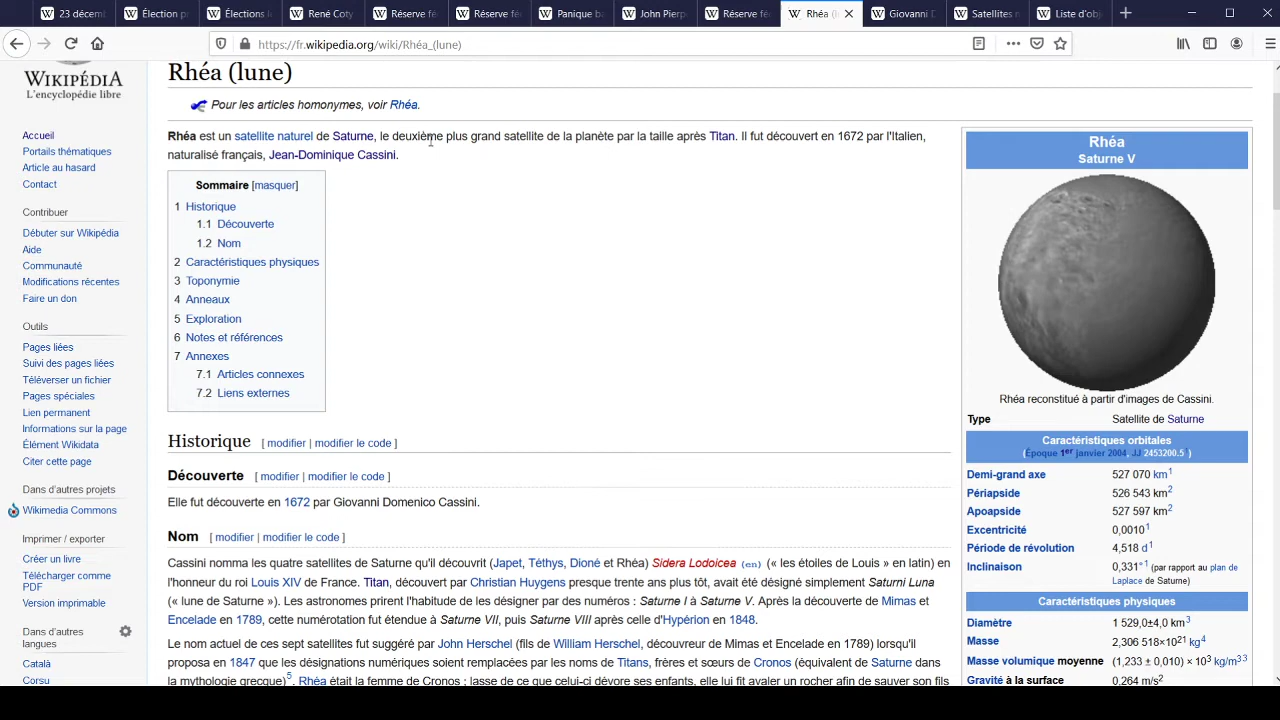 23 décemb
Élection pr
Élections l
René Coty
Réserve fé
Réserve fé
Panique ba
John Pierp
Réserve fé
Rhéa (l
Giovanni D
Satellites n
Liste d'obj
https://fr.wikipedia.org/wiki/Rhéa_(lune)
WIKIPÉDIA
L'encyclopédie libre
Accueil
Portails thématiques
Article au hasard
Contact
Contribuer
Débuter sur Wikipédia
Aide
Communauté
Modifications récentes
Faire un don
Outils
Pages liées
Suivi des pages liées
Téléverser un fichier
Pages spéciales
Lien permanent
Informations sur la page
Élément Wikidata
Citer cette page
Dans d'autres projets
Wikimedia Commons
Imprimer / exporter
Créer un livre
Télécharger comme
PDF
Version imprimable
Dans d'autres
langues
Català
Corsu
Rhéa (lune)
Pour les articles homonymes, voir Rhéa.
Rhéa est un satellite naturel de Saturne, le deuxième plus grand satellite de la planète par la taille après Titan. Il fut découvert en 1672 par l'Italien,
naturalisé français, Jean-Dominique Cassini.
Sommaire [masquer]
1 Historique
1.1 Découverte
1.2 Nom
2 Caractéristiques physiques
3 Toponymie
4 Anneaux
5 Exploration
6 Notes et références
7 Annexes
7.1 Articles connexes
7.2 Liens externes
Historique [ modifier | modifier le code ]
Découverte [ modifier | modifier le code ]
Elle fut découverte en 1672 par Giovanni Domenico Cassini.
Nom [ modifier | modifier le code ]
Cassini nomma les quatre satellites de Saturne qu'il découvrit (Japet, Téthys, Dioné et Rhéa) Sidera Lodoicea (en) (« les étoiles de Louis » en latin) en
l'honneur du roi Louis XIV de France. Titan, découvert par Christian Huygens presque trente ans plus tôt, avait été désigné simplement Saturni Luna
(« lune de Saturne »). Les astronomes prirent l'habitude de les désigner par des numéros : Saturne I à Saturne V. Après la découverte de Mimas et
Encelade en 1789, cette numérotation fut étendue à Saturne VII, puis Saturne VIII après celle d'Hypérion en 1848.
Le nom actuel de ces sept satellites fut suggéré par John Herschel (fils de William Herschel, découvreur de Mimas et Encelade en 1789) lorsqu'il
proposa en 1847 que les désignations numériques soient remplacées par les noms de Titans, frères et sœurs de Cronos (équivalent de Saturne dans
la mythologie grecque)5. Rhéa était la femme de Cronos ; lasse de ce que celui-ci dévore ses enfants, elle lui fit avaler un rocher afin de sauver son fils
Rhéa
Saturne V
Rhéa reconstitué à partir d'images de Cassini.
Type Satellite de Saturne
Caractéristiques orbitales
(Époque 1er janvier 2004, JJ 2453200.5 )
Demi-grand axe 527 070 km1
Périapside 526 543 km2
Apoapside 527 597 km2
Excentricité 0,00101
Période de révolution 4,518 d1
Inclinaison 0,331°1 (par rapport au plan de
Laplace de Saturne)
Caractéristiques physiques
Diamètre 1 529,0±4,0 km3
Masse 2,306 518×1021 kg4
Masse volumique moyenne (1,233 ± 0,010) × 103 kg/m33
Gravité à la surface 0,264 m/s2